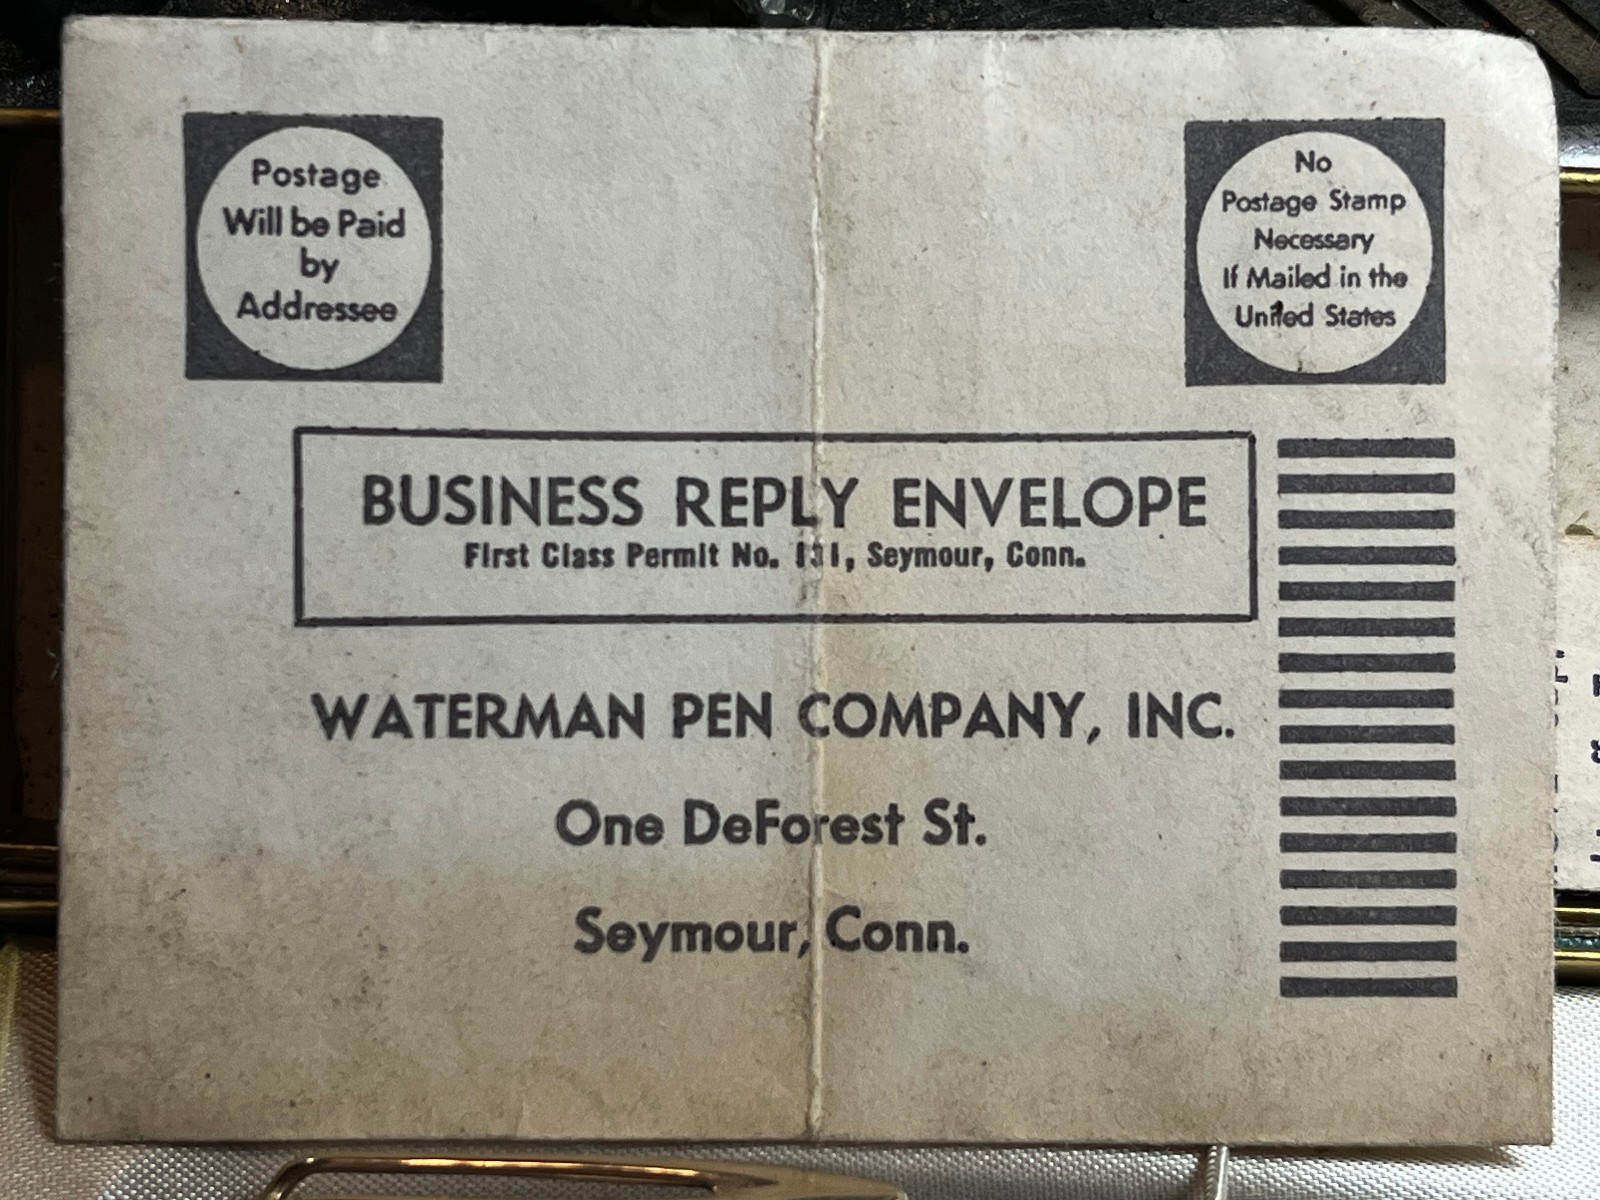 Postage
Will be Paid
by
Addressee
No
Postage Stamp
Necessary
If Mailed in the
United States
BUSINESS REPLY ENVELOPE
First Class Permit No. 131, Seymour, Conn.
WATERMAN PEN COMPANY, INC.
One DeForest St.
Seymour, Conn.